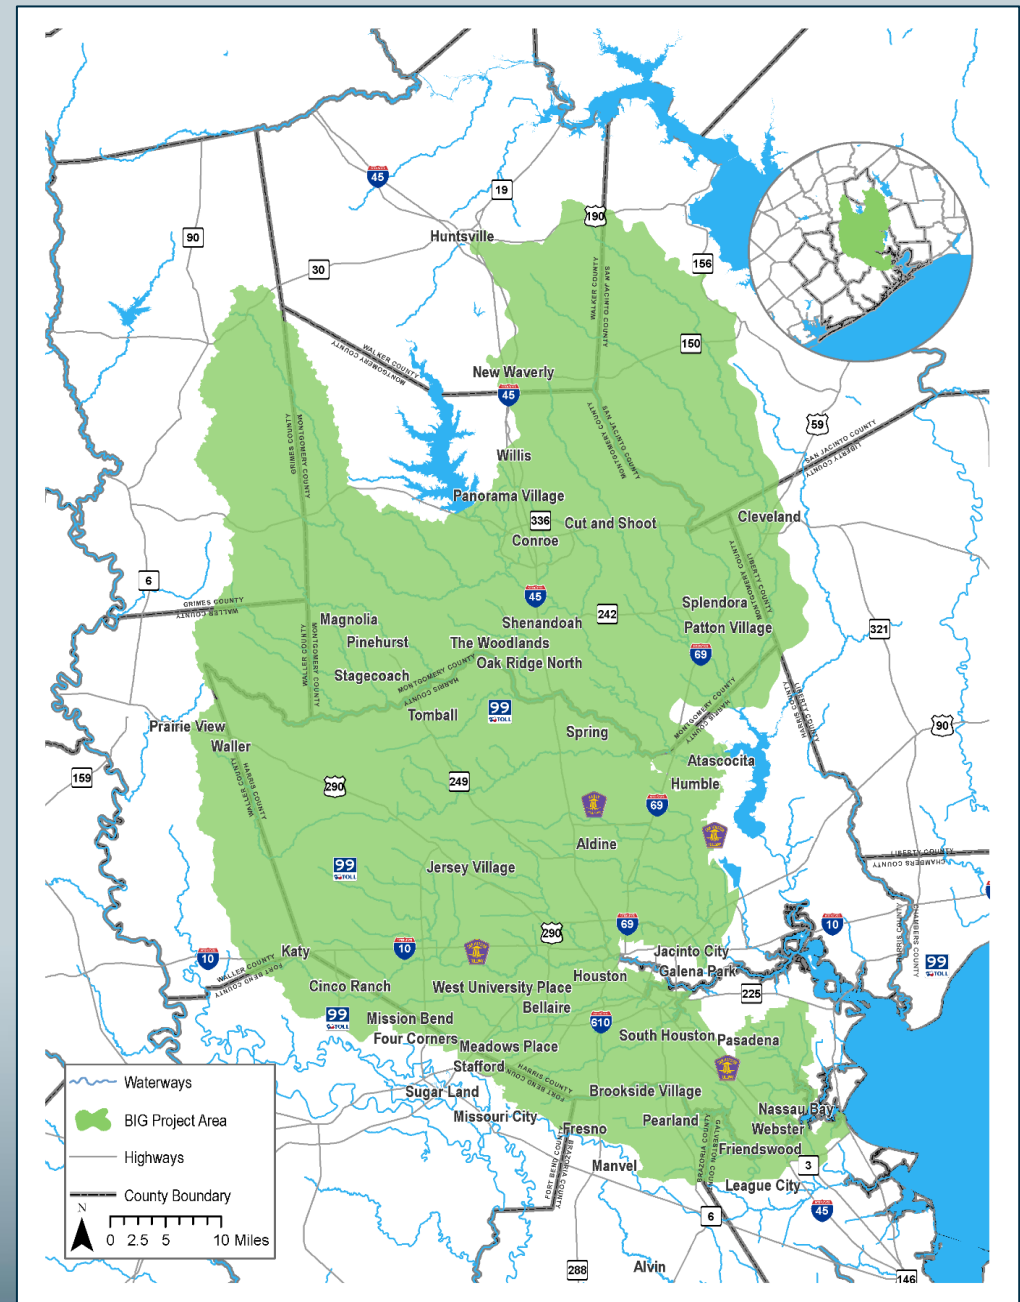 45
19
190
90
Huntsville
30
156
WALKER COUNTY
SAN JACINTO COUNTY
150
WALKER COUNTY
MONTGOMERY COUNTY
New Waverly
45
59
GRIMES COUNTY
MONTGOMERY COUNTY
SAN JACINTO COUNTY
MONTGOMERY COUNTY
SAN JACINTO COUNTY
LIBERTY COUNTY
Willis
Panorama Village
336
Cut and Shoot
Cleveland
Conroe
LIBERTY COUNTY
MONTGOMERY COUNTY
6
45
GRIMES COUNTY
WALLER COUNTY
Splendora
242
Magnolia
Shenandoah
Patton Village
321
Pinehurst
The Woodlands
WALLER COUNTY
MONTGOMERY COUNTY
69
Oak Ridge North
Stagecoach
MONTGOMERY COUNTY
HARRIS COUNTY
MONTGOMERY COUNTY
HARRIS COUNTY
LIBERTY COUNTY
HARRIS COUNTY
99
TOLL
Tomball
Prairie View
90
Spring
Waller
Atascocita
159
HARRIS COUNTY
WALLER COUNTY
290
249
Humble
69
Aldine
LIBERTY COUNTY
CHAMBERS COUNTY
99
TOLL
Jersey Village
69
10
290
HARRIS COUNTY
CHAMBERS COUNTY
Katy
10
Jacinto City
10
WALLER COUNTY
FORT BEND COUNTY
99
TOLL
Galena Park
Houston
Cinco Ranch
West University Place
225
Bellaire
99
TOLL
Mission Bend
610
Four Corners
South Houston
Pasadena
Meadows Place
Stafford
HARRIS COUNTY
FORT BEND COUNTY
Sugar Land
Brookside Village
Nassau Bay
Missouri City
Pearland
Webster
Fresno
BRAZORIA COUNTY
GALVESTON COUNTY
Friendswood
FORT BEND COUNTY
BRAZORIA COUNTY
Manvel
3
League City
6
45
Alvin
288
146
Waterways
BIG Project Area
Highways
County Boundary
N
0 2.5 5 10 Miles